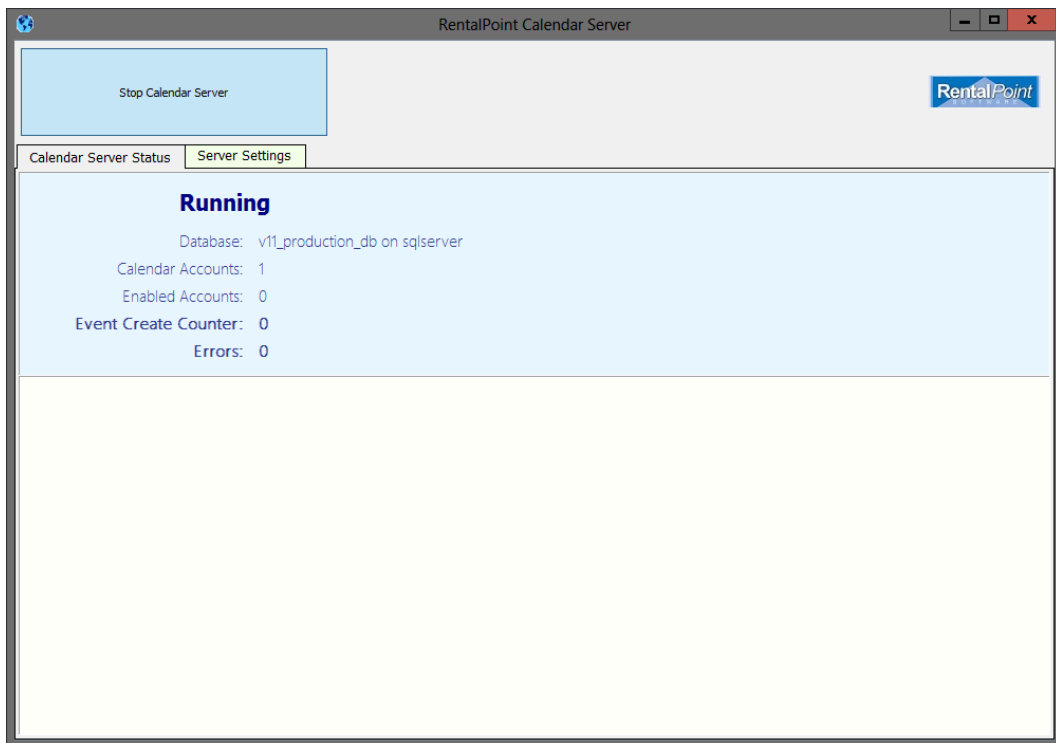 RentalPoint Calendar Server
Stop Calendar Server
RentalPoint
SOFTWARE
Calendar Server Status Server Settings
Running
Database: v11_production_db on sqlserver
Calendar Accounts: 1
Enabled Accounts: 0
Event Create Counter: 0
Errors: 0